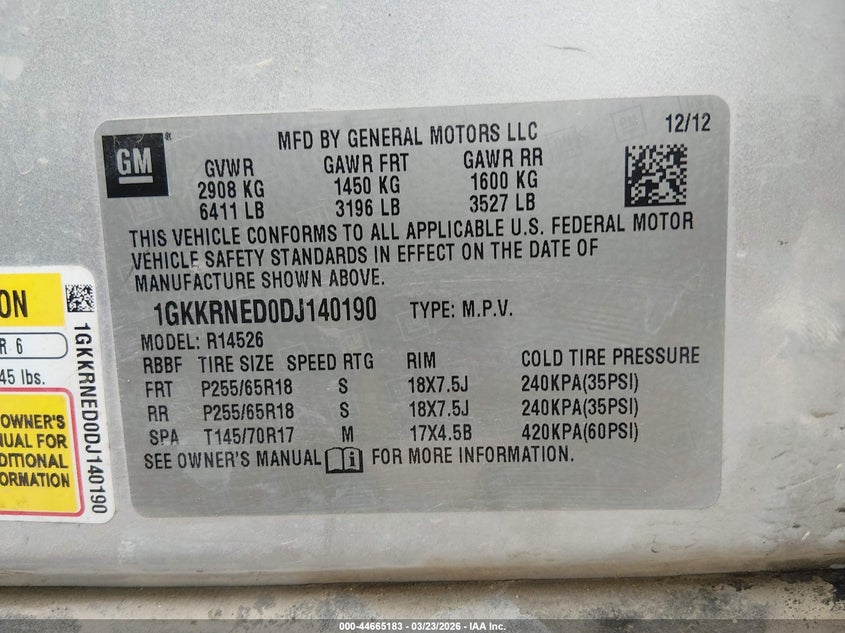 GM
®
MFD BY GENERAL MOTORS LLC
12/12
GVWR GAWR FRT GAWR RR
2908 KG 1450 KG 1600 KG
6411 LB 3196 LB 3527 LB
THIS VEHICLE CONFORMS TO ALL APPLICABLE U.S. FEDERAL MOTOR
VEHICLE SAFETY STANDARDS IN EFFECT ON THE DATE OF
MANUFACTURE SHOWN ABOVE.
1GKKRNED0DJ140190 TYPE: M.P.V.
MODEL: R14526
RBBF TIRE SIZE SPEED RTG RIM COLD TIRE PRESSURE
FRT P255/65R18 S 18X7.5J 240KPA(35PSI)
RR P255/65R18 S 18X7.5J 240KPA(35PSI)
SPA T145/70R17 M 17X4.5B 420KPA(60PSI)
SEE OWNER'S MANUAL i FOR MORE INFORMATION.
ON
R 6
45 lbs.
OWNER'S
UAL FOR
DITIONAL
ORMATION
1GKKRNED0DJ140190
000-44665183 - 03/23/2026 - IAA Inc.